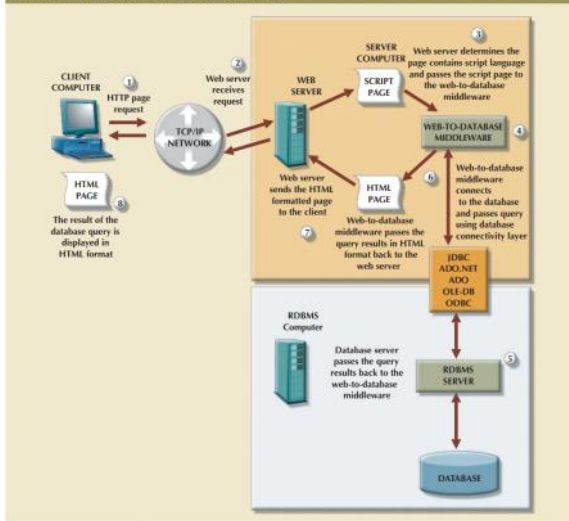 CLIENT
COMPUTER
1
HTTP page
request
2
Web server
receives
request
TCP/IP
NETWORK
WEB
SERVER
SERVER
COMPUTER
SCRIPT
PAGE
3
Web server determines the
page contains script language
and passes the script page to
the web-to-database
middleware
WEB-TO-DATABASE
MIDDLEWARE
4
Web-to-database
middleware
connects
to the database
and passes query
using database
connectivity layer
HTML
PAGE
6
Web-to-database
middleware passes the
query results in HTML
format back to the
web server
Web server
sends the HTML
formatted page
to the client
7
HTML
PAGE
8
The result of the
database query is
displayed in
HTML format
JDBC
ADO.NET
ADO
OLE-DB
ODBC
RDBMS
Computer
Database server
passes the query
results back to the
web-to-database
middleware
RDBMS
SERVER
5
DATABASE